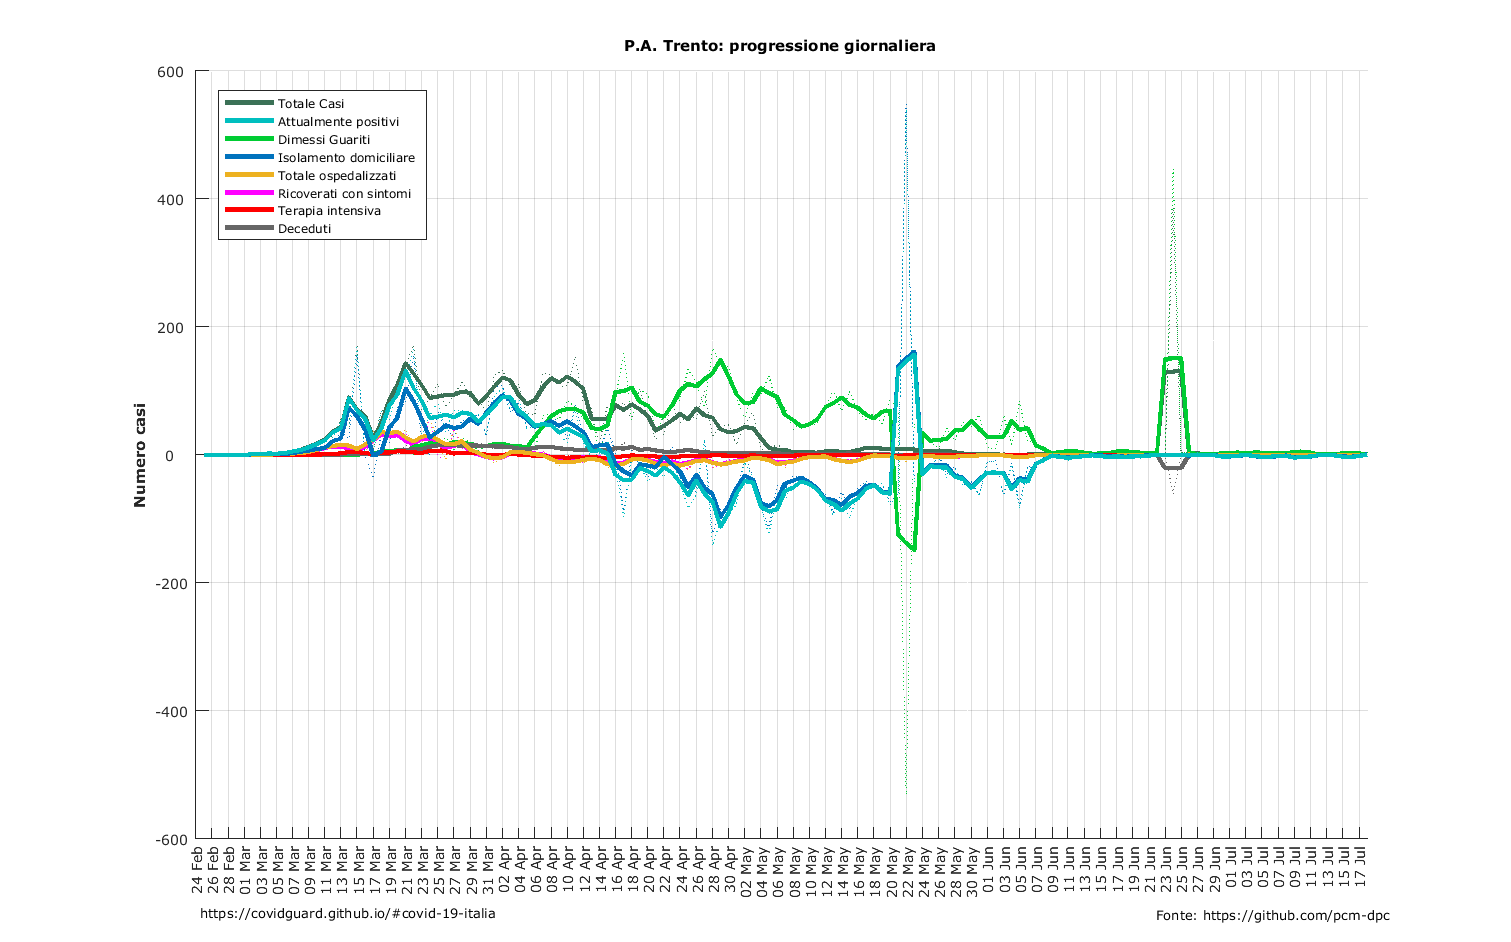 P.A. Trento: progressione giornaliera
Numero casi
600
400
200
0
-200
-400
-600
Totale Casi
Attualmente positivi
Dimessi Guariti
Isolamento domiciliare
Totale ospedalizzati
Ricoverati con sintomi
Terapia intensiva
Deceduti
24 Feb
26 Feb
28 Feb
01 Mar
03 Mar
05 Mar
07 Mar
09 Mar
11 Mar
13 Mar
15 Mar
17 Mar
19 Mar
21 Mar
23 Mar
25 Mar
27 Mar
29 Mar
31 Mar
02 Apr
04 Apr
06 Apr
08 Apr
10 Apr
12 Apr
14 Apr
16 Apr
18 Apr
20 Apr
22 Apr
24 Apr
26 Apr
28 Apr
30 Apr
02 May
04 May
06 May
08 May
10 May
12 May
14 May
16 May
18 May
20 May
22 May
24 May
26 May
28 May
30 May
01 Jun
03 Jun
05 Jun
07 Jun
09 Jun
11 Jun
13 Jun
15 Jun
17 Jun
19 Jun
21 Jun
23 Jun
25 Jun
27 Jun
29 Jun
01 Jul
03 Jul
05 Jul
07 Jul
09 Jul
11 Jul
13 Jul
15 Jul
17 Jul
https://covidguard.github.io/#covid-19-italia
Fonte: https://github.com/pcm-dpc